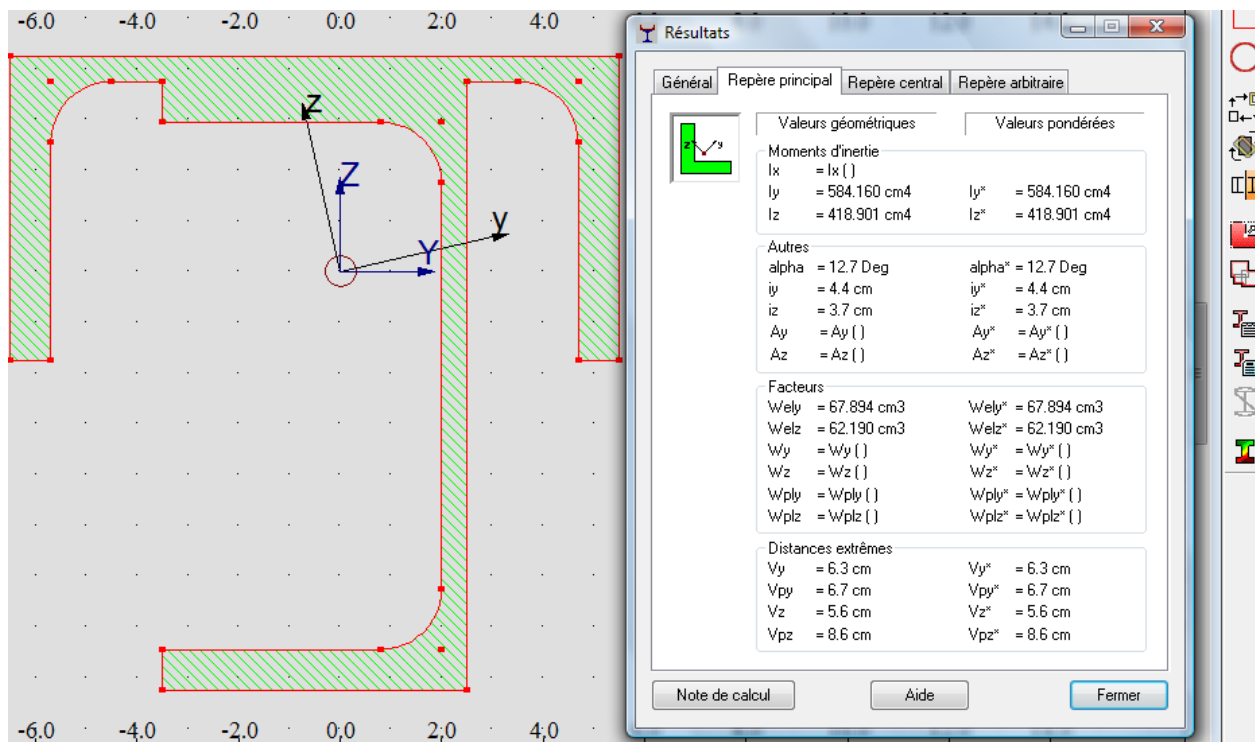 -6.0 -4.0 -2.0 0.0 2.0 4.0
z
Z
y
Y
-6.0 -4.0 -2.0 0.0 2.0 4.0
Résultats
Général Repère principal Repère central Repère arbitraire
z y
Valeurs géométriques Valeurs pondérées
Moments d'inertie
Ix = Ix ( )
Iy = 584.160 cm4 Iy* = 584.160 cm4
Iz = 418.901 cm4 Iz* = 418.901 cm4
Autres
alpha = 12.7 Deg alpha* = 12.7 Deg
iy = 4.4 cm iy* = 4.4 cm
iz = 3.7 cm iz* = 3.7 cm
Ay = Ay ( ) Ay* = Ay* ( )
Az = Az ( ) Az* = Az* ( )
Facteurs
Wely = 67.894 cm3 Wely* = 67.894 cm3
Welz = 62.190 cm3 Welz* = 62.190 cm3
Wy = Wy ( ) Wy* = Wy* ( )
Wz = Wz ( ) Wz* = Wz* ( )
Wply = Wply ( ) Wply* = Wply* ( )
Wplz = Wplz ( ) Wplz* = Wplz* ( )
Distances extrêmes
Vy = 6.3 cm Vy* = 6.3 cm
Vpy = 6.7 cm Vpy* = 6.7 cm
Vz = 5.6 cm Vz* = 5.6 cm
Vpz = 8.6 cm Vpz* = 8.6 cm
Note de calcul Aide Fermer